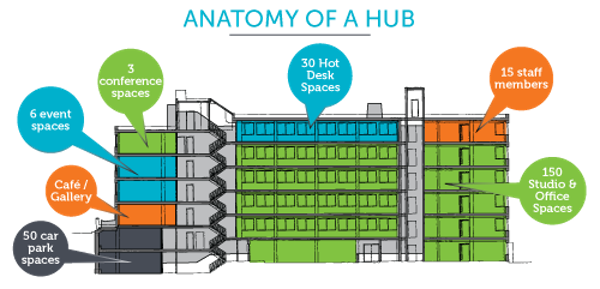 ANATOMY OF A HUB
3
conference
spaces
30 Hot
Desk
Spaces
15 staff
members
6 event
spaces
Café /
Gallery
150
Studio &
Office
Spaces
50 car
park
spaces